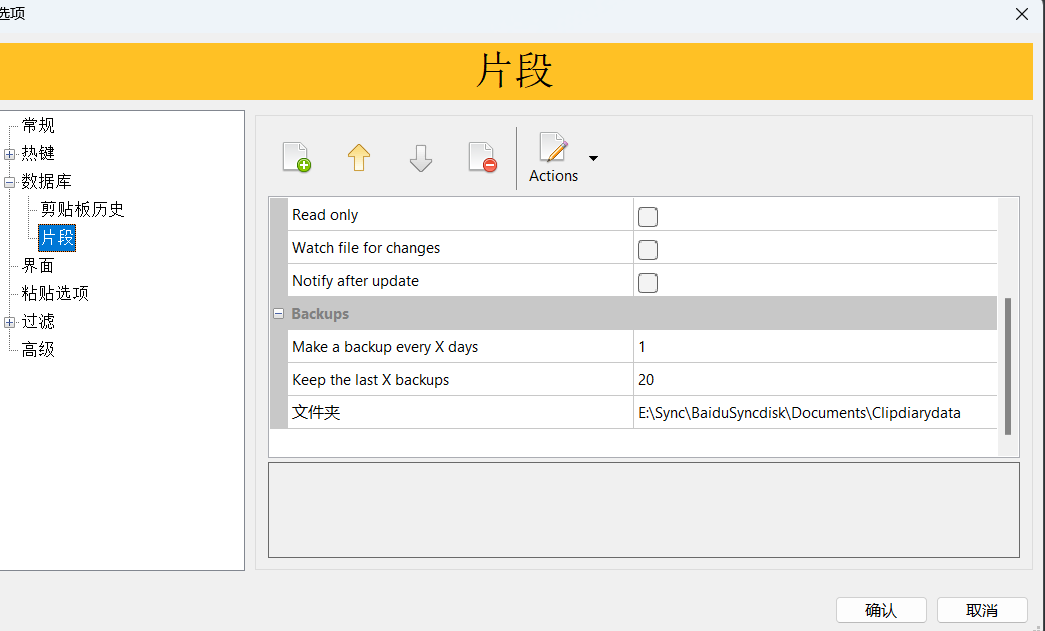 选项
片段
常规
热键
数据库
剪贴板历史
片段
界面
粘贴选项
过滤
高级
Actions
Read only
Watch file for changes
Notify after update
Backups
Make a backup every X days 1
Keep the last X backups 20
文件夹 E:\Sync\BaiduSyncdisk\Documents\Clipdiarydata
确认 取消